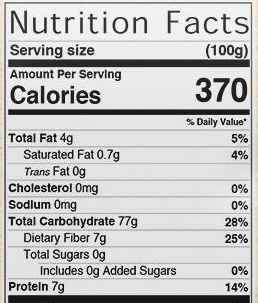 Nutrition Facts
Serving size (100g)
Amount Per Serving
Calories 370
% Daily Value*
Total Fat 4g 5%
Saturated Fat 0.7g 4%
Trans Fat 0g
Cholesterol 0mg 0%
Sodium 0mg 0%
Total Carbohydrate 77g 28%
Dietary Fiber 7g 25%
Total Sugars 0g
Includes 0g Added Sugars 0%
Protein 7g 14%